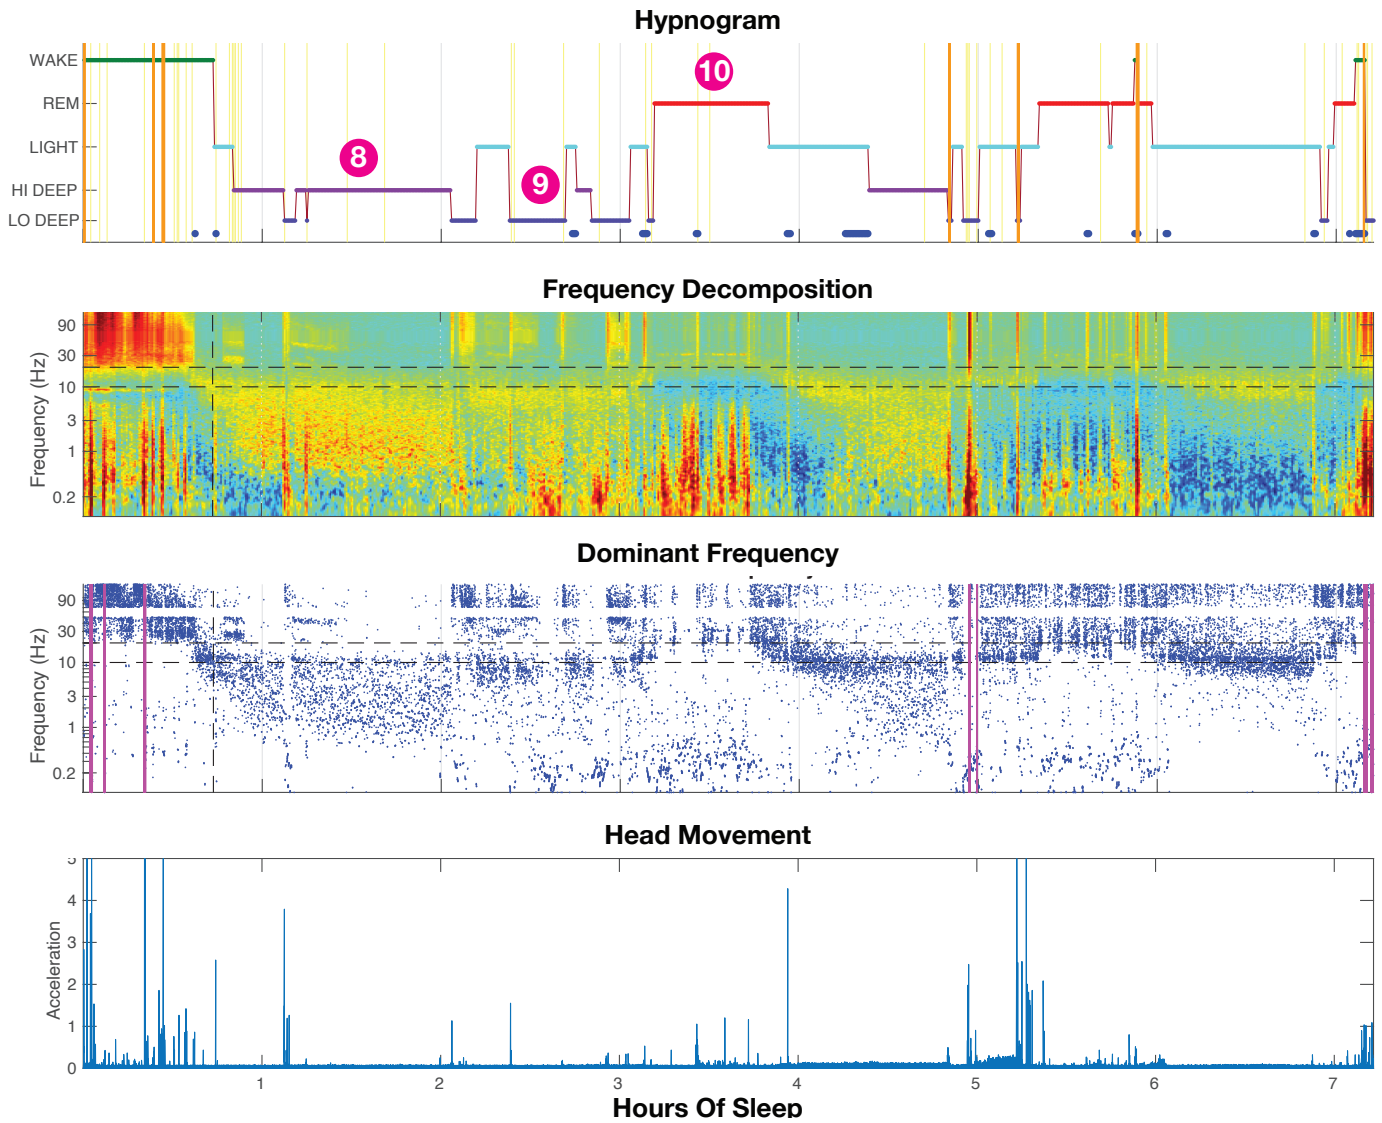 Hypnogram
WAKE
REM
LIGHT
HI DEEP
LO DEEP
8
9
10
Frequency Decomposition
Frequency (Hz)
90
30
10
3
1
0.2
Dominant Frequency
Frequency (Hz)
90
30
10
3
1
0.2
Head Movement
Acceleration
5
4
3
2
1
0
1 2 3 4 5 6 7
Hours Of Sleep